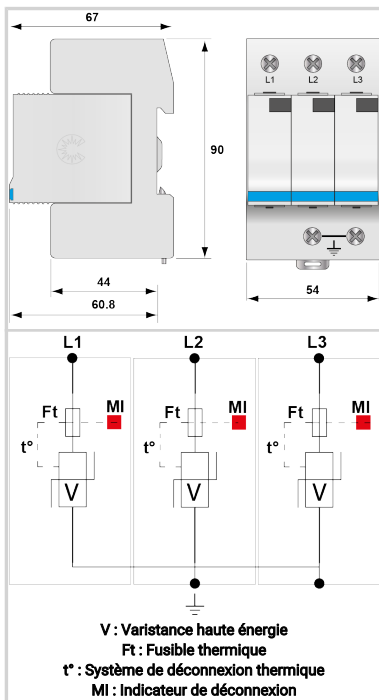 67
L1 L2 L3
90
44
60.8
54
L1 L2 L3
Ft MI Ft MI Ft MI
t° t° t°
V V V
V : Varistance haute énergie
Ft : Fusible thermique
t° : Système de déconnexion thermique
MI : Indicateur de déconnexion